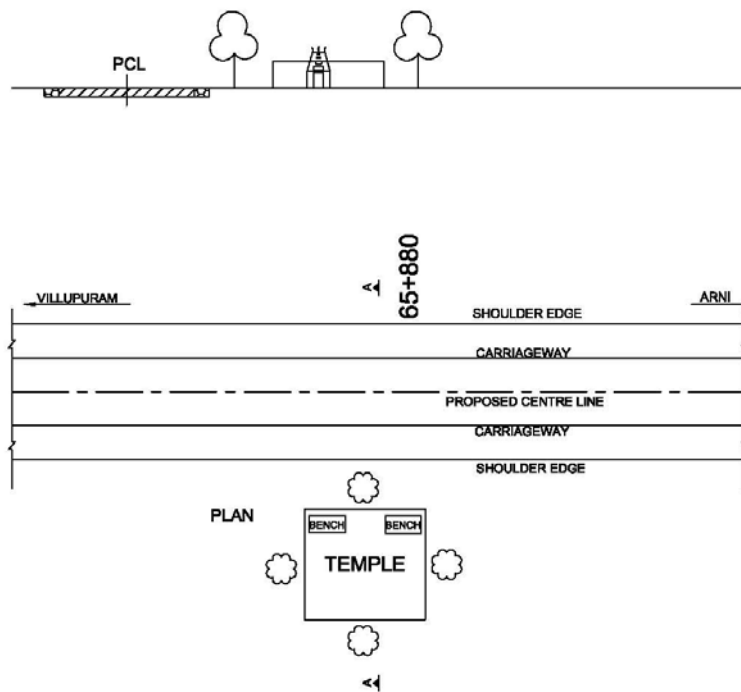 PCL
A
65+880
VILLUPURAM
ARNI
SHOULDER EDGE
CARRIAGEWAY
PROPOSED CENTRE LINE
CARRIAGEWAY
SHOULDER EDGE
PLAN
BENCH BENCH
TEMPLE
A